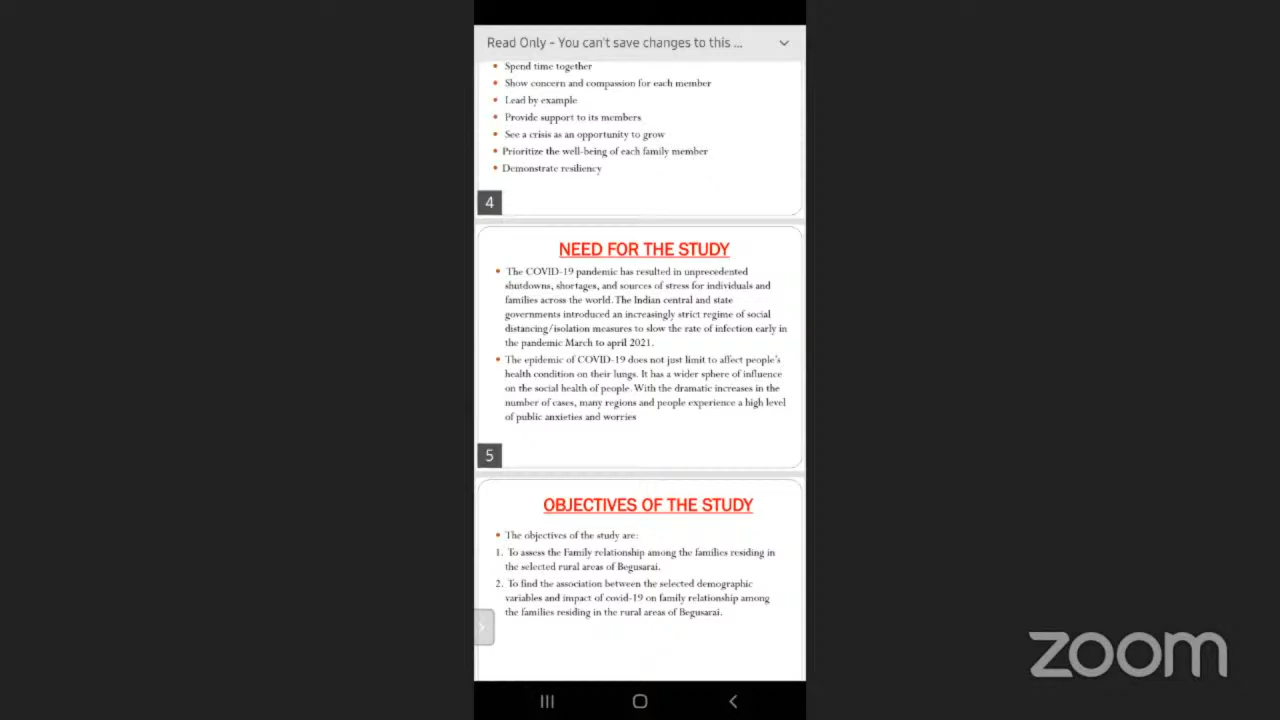 Read Only - You can't save changes to this ...
• Spend time together
• Show concern and compassion for each member
• Lead by example
• Provide support to its members
• See a crisis as an opportunity to grow
• Prioritize the well-being of each family member
• Demonstrate resiliency
4
NEED FOR THE STUDY
• The COVID-19 pandemic has resulted in unprecedented
shutdowns, shortages, and sources of stress for individuals and
families across the world. The Indian central and state
governments introduced an increasingly strict regime of social
distancing/isolation measures to slow the rate of infection early in
the pandemic March to april 2021.
• The epidemic of COVID-19 does not just limit to affect people's
health condition on their lungs. It has a wider sphere of influence
on the social health of people. With the dramatic increases in the
number of cases, many regions and people experience a high level
of public anxieties and worries
5
OBJECTIVES OF THE STUDY
• The objectives of the study are:
1. To assess the Family relationship among the families residing in
the selected rural areas of Begusarai.
2. To find the association between the selected demographic
variables and impact of covid-19 on family relationship among
the families residing in the rural areas of Begusarai.
zoom